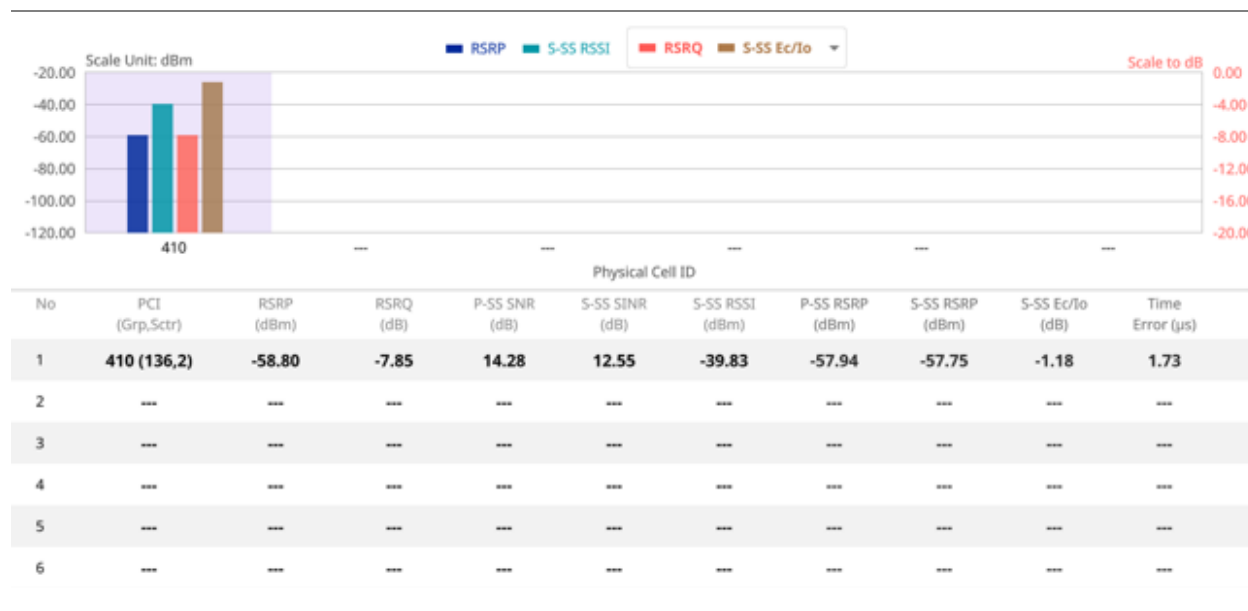 RSRP S-SS RSSI RSRQ S-SS Ec/Io
Scale Unit: dBm
Scale to dB
-20.00 0.00
-40.00 -4.00
-60.00 -8.00
-80.00 -12.0
-100.00 -16.0
-120.00 -20.0
410 --- --- --- --- ---
Physical Cell ID
No PCI RSRP RSRQ P-SS SNR S-SS SINR S-SS RSSI P-SS RSRP S-SS RSRP S-SS Ec/Io Time
(Grp,Sctr) (dBm) (dB) (dB) (dB) (dBm) (dBm) (dBm) (dB) Error (μs)
1 410 (136,2) -58.80 -7.85 14.28 12.55 -39.83 -57.94 -57.75 -1.18 1.73
2 --- --- --- --- --- --- --- --- --- ---
3 --- --- --- --- --- --- --- --- --- ---
4 --- --- --- --- --- --- --- --- --- ---
5 --- --- --- --- --- --- --- --- --- ---
6 --- --- --- --- --- --- --- --- --- ---